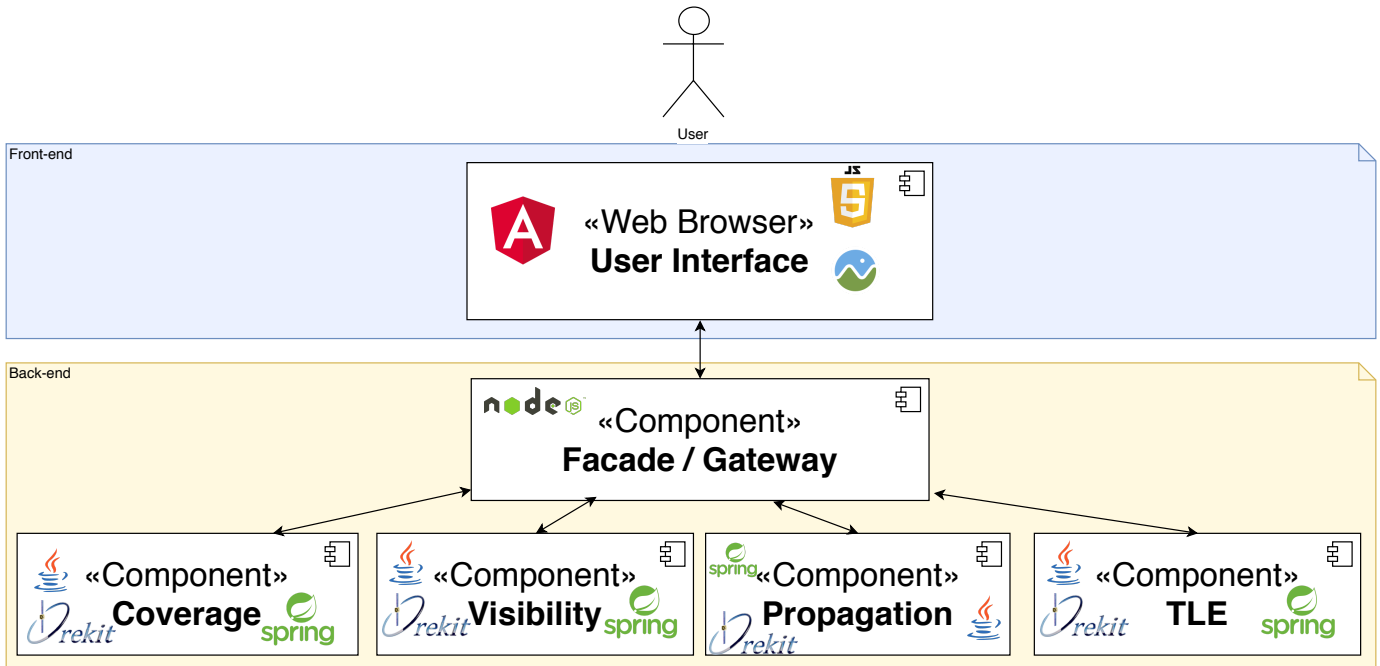 User
Front-end
JS
«Web Browser»
User Interface
Back-end
node JS
«Component»
Facade / Gateway
«Component»
Coverage
Orekit
spring
«Component»
Visibility
Orekit
spring
spring
«Component»
Propagation
Orekit
«Component»
TLE
Orekit
spring